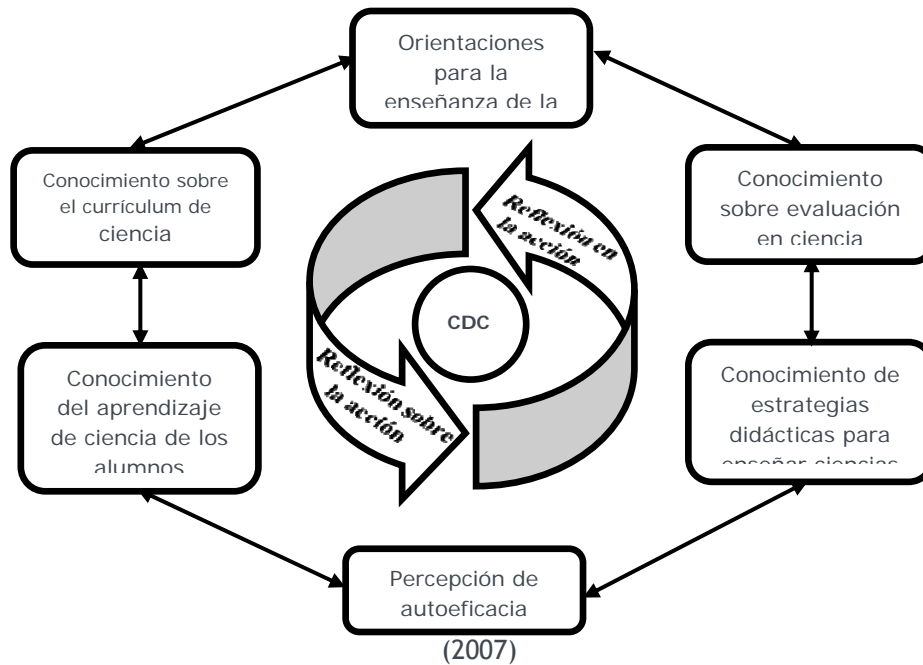 Orientaciones
para la
enseñanza de la
Conocimiento sobre
el currículum de
ciencia
Conocimiento
sobre evaluación
en ciencia
Reflexión en
la acción
CDC
Reflexión sobre
la acción
Conocimiento
del aprendizaje
de ciencia de los
alumnos
Conocimiento de
estrategias
didácticas para
enseñar ciencias
Percepción de
autoeficacia
(2007)